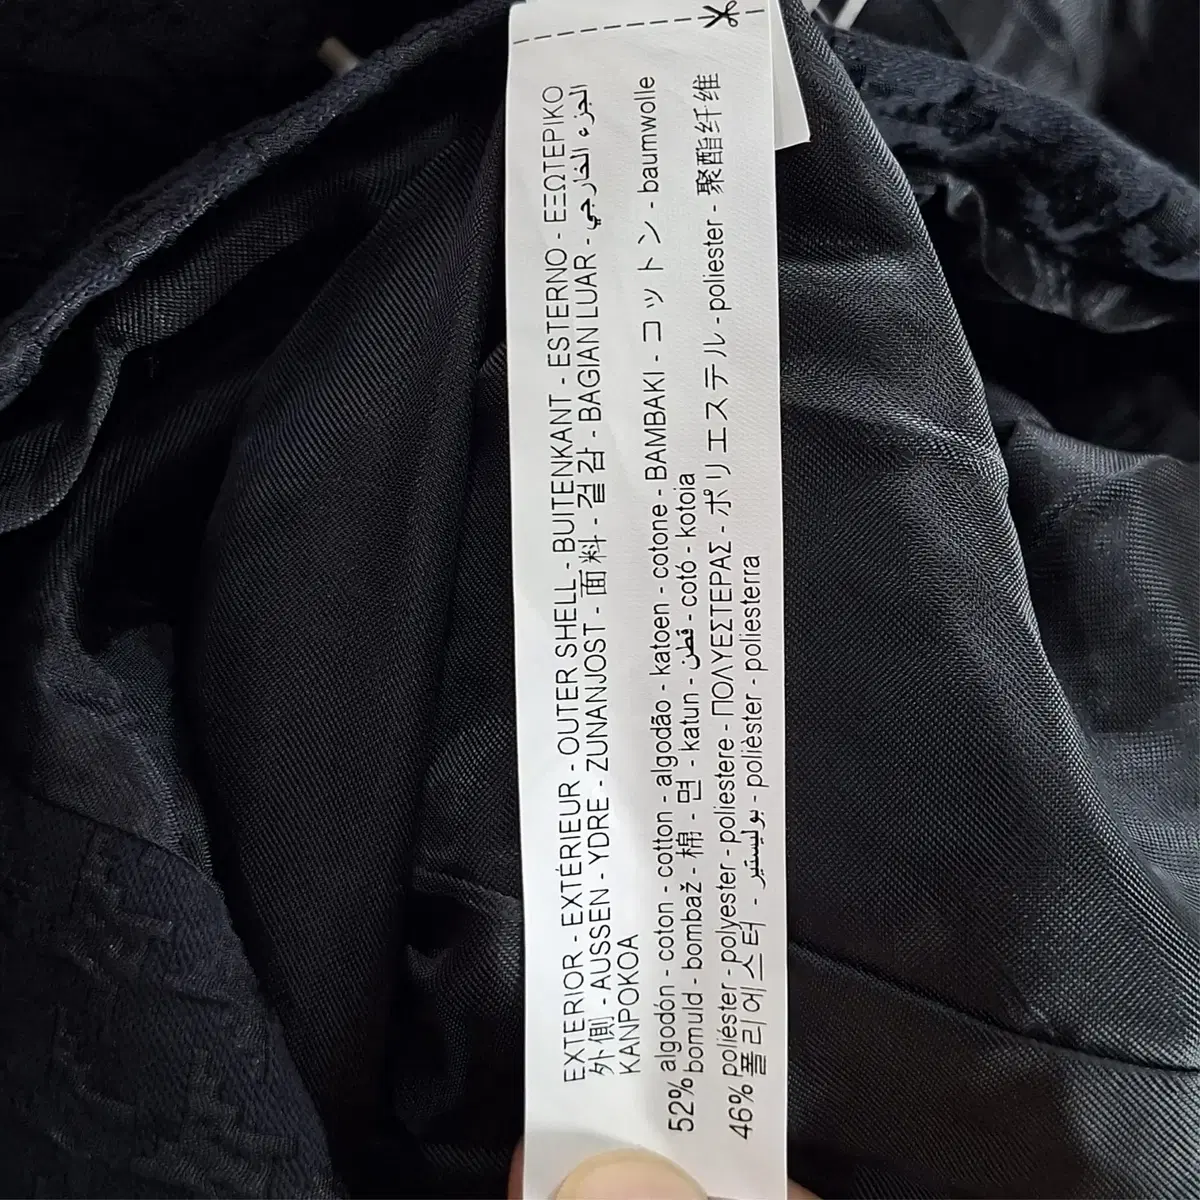 EXTERIOR - EXTÉRIEUR - OUTER SHELL - BUITENKANT - ESTERNO - ΕΞΩΤΕΡΙΚΟ
外側 - AUSSEN - YDRE - ZUNANJOST - 面料 - 겉감 - BAGIAN LUAR - الجزء الخارجي
KANPOKOA
52% algodón - coton - cotton - algodão - katoen - cotone - BAMBAKI - コットン - baumwolle
bomuld - bombaž - 棉 - 면 - katun - قطن - cotó - kotoia
46% poliéster - polyester - poliestere - ΠΟΛΥΕΣΤΕΡΑΣ - ポリエステル - poliester - 聚酯纤维
폴리에스터 - بوليستير - polièster - poliesterra